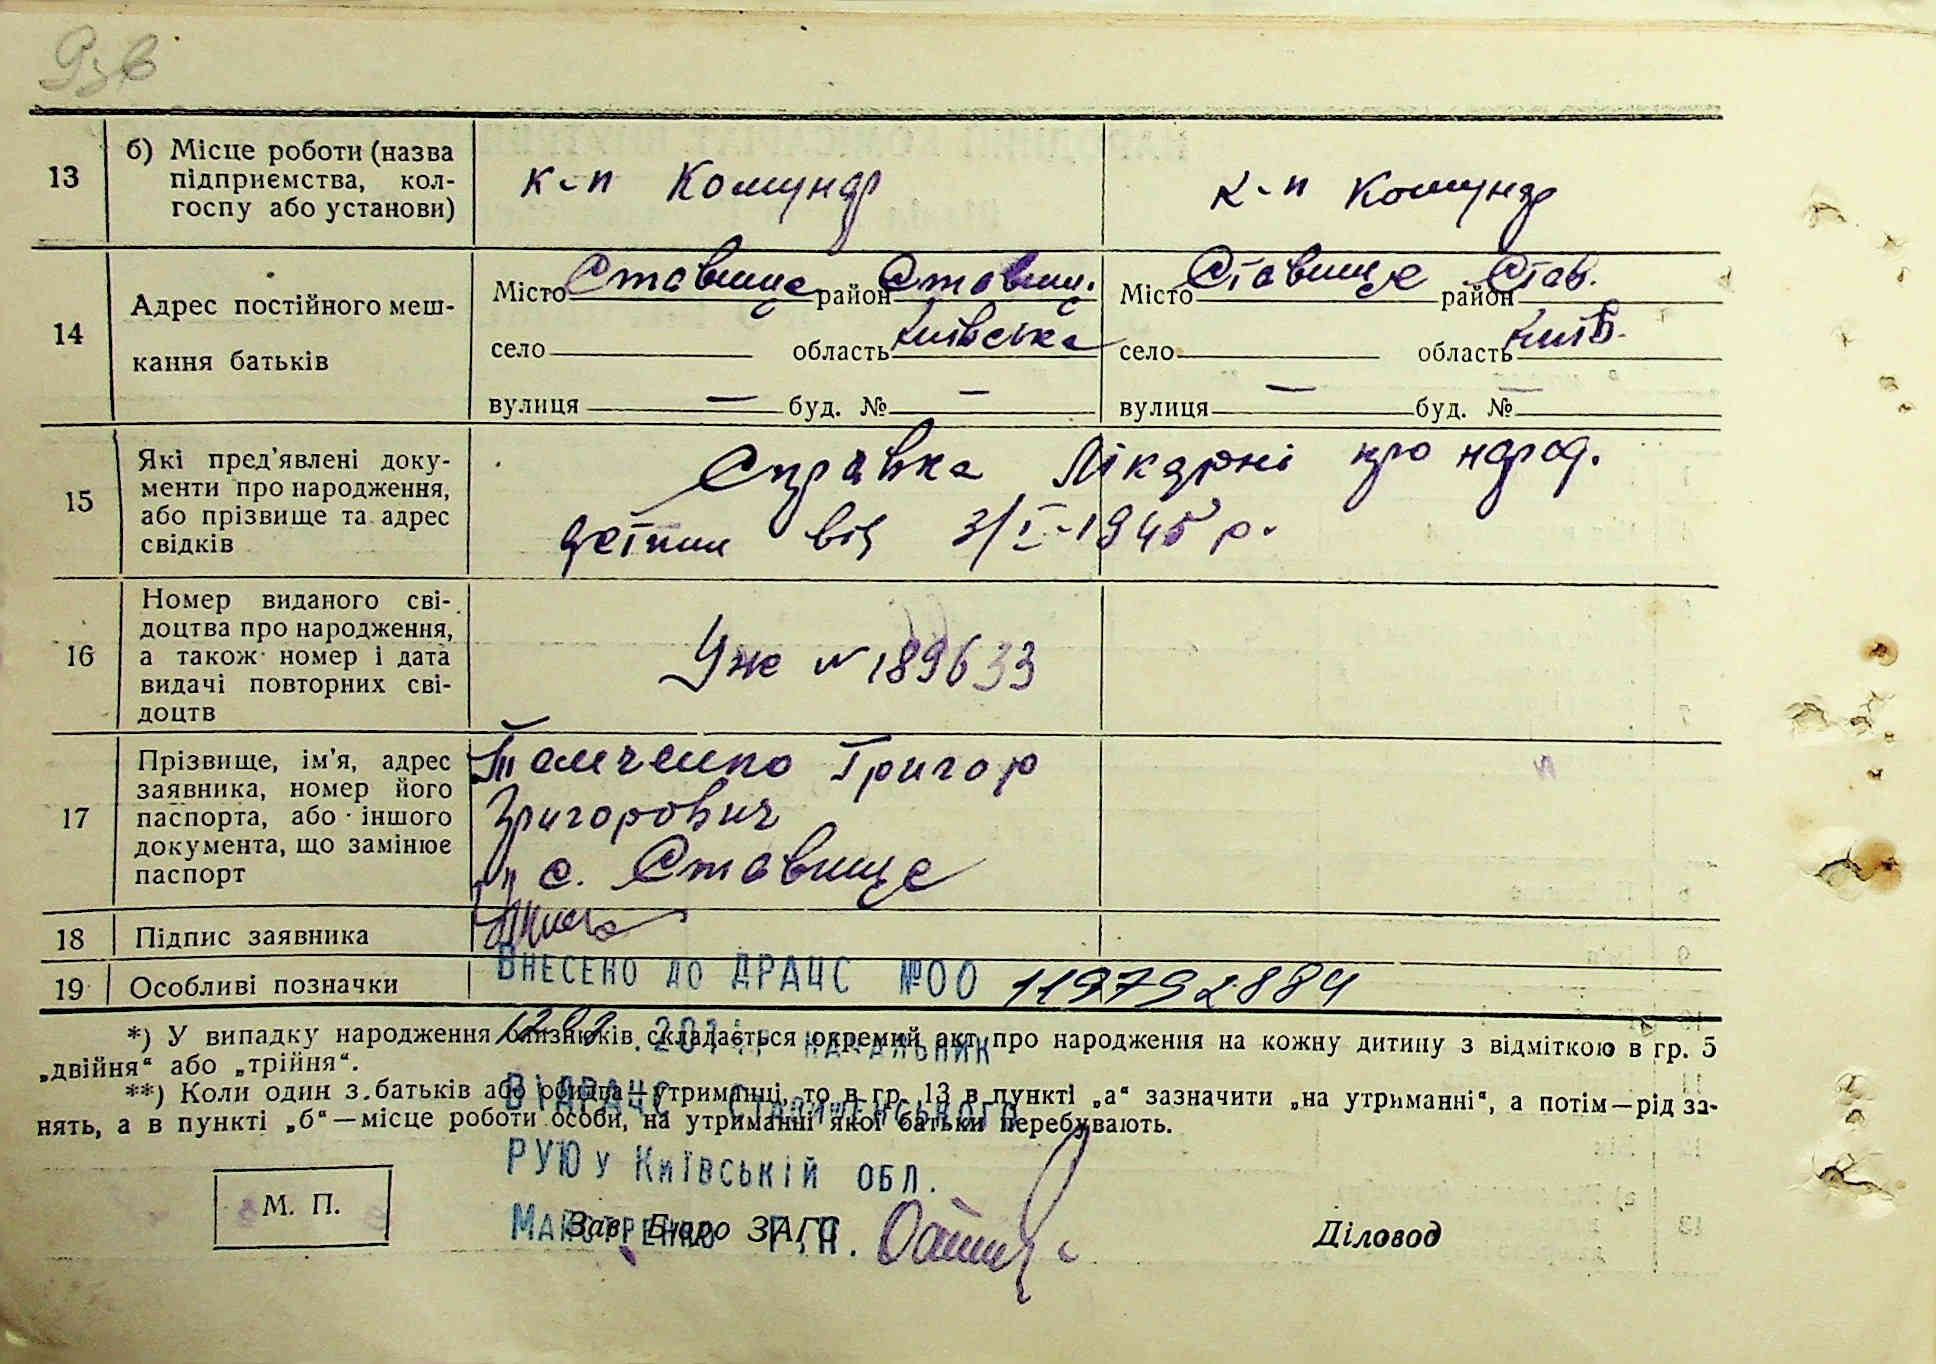 13
б) Місце роботи (назва
підприємства, кол-
госпу або установи)
к-п Комунар
к-п Комунар
14
Адрес постійного меш-
кання батьків
Місто Ставище район Ставищ.
село область Київська
вулиця — буд. № —
Місто Ставище район Став.
село область Київ.
вулиця — буд. № —
15
Які пред'явлені доку-
менти про народження,
або прізвище та адрес
свідків
Справка Лікарні про народ.
детини від 3/I-1945 р.
16
Номер виданого сві-
доцтва про народження,
а також номер і дата
видачі повторних сві-
доцтв
Уже № 189633
17
Прізвище, ім'я, адрес
заявника, номер його
паспорта, або іншого
документа, що замінює
паспорт
Григор
Григорович
с. Ставище
18
Підпис заявника
19
Особливі позначки
Внесено до ДРАЦС №00 119792884
*) У випадку народження близнюків складається окремий акт про народження на кожну дитину з відміткою в гр. 5
„двійня“ або „трійня“.
начальник
**) Коли один з батьків або обидва—утриманці, то в гр. 13 в пункті „а“ зазначити „на утриманні“, а потім—рід за-
нять, а в пункті „б“—місце роботи особи, на утриманні якої батьки перебувають.
ВДРАЦС Ставищенського
РУЮ у Київській обл.
М. П.
Зав. Бюро ЗАГС
Діловод